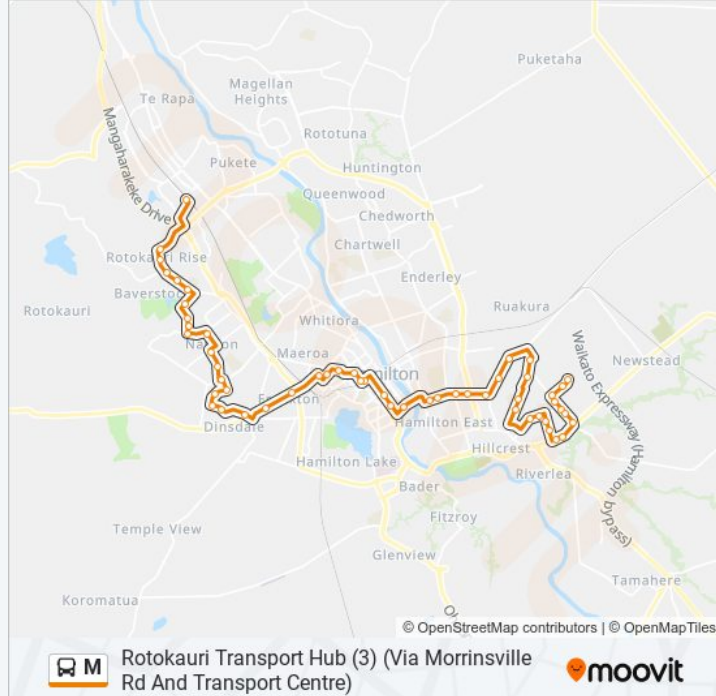 Puketaha
Magellan
Heights
Te Rapa
Rototuna
Mangaharakeke Drive
Pukete
Huntington
Queenwood
Chedworth
Chartwell
Rotokauri Rise
Enderley
Baverstock
Ruakura
Rotokauri
Whitiora
Nawton
Maeroa
Hamilton
Newstead
Waikato Expressway (Hamilton bypass)
Frankton
Dinsdale
Hamilton East
Hillcrest
Hamilton Lake
Riverlea
Bader
Fitzroy
Temple View
Glenview
Tamahere
Koromatua
© OpenStreetMap contributors | © OpenMapTiles
M
Rotokauri Transport Hub (3) (Via Morrinsville
Rd And Transport Centre)
moovit